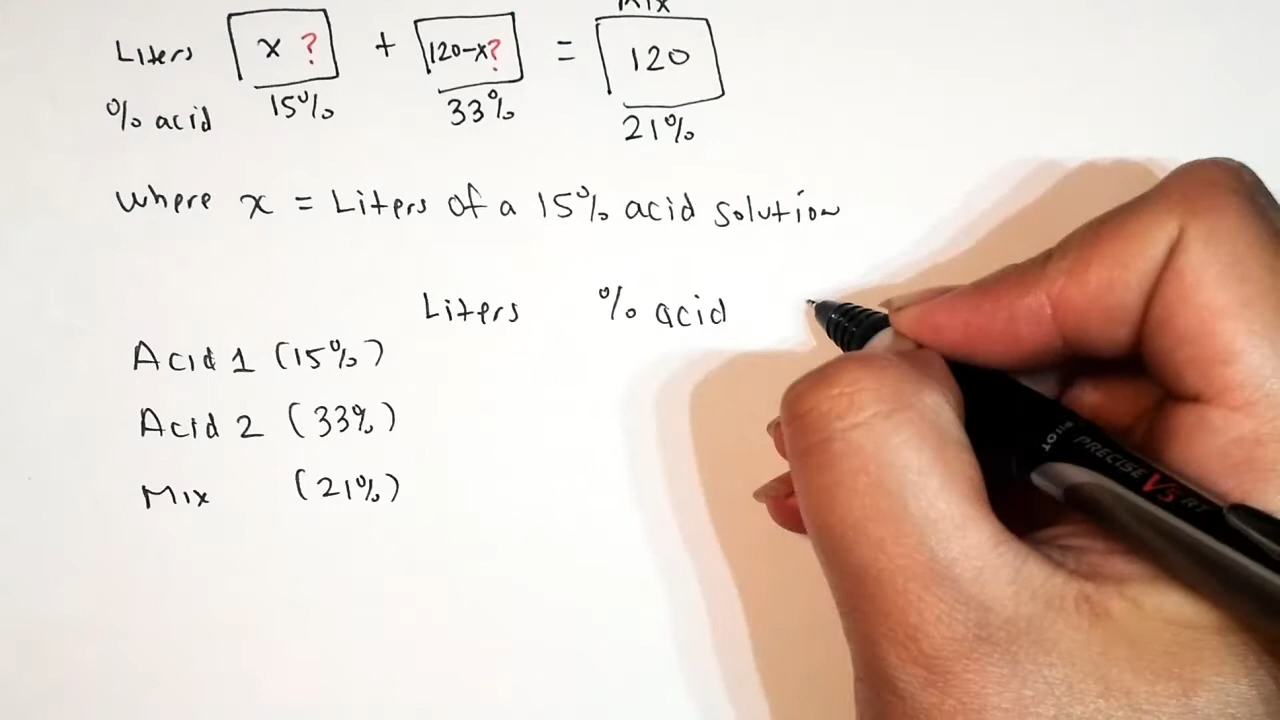 Mix
Liters x ? + 120-x? = 120
% acid 15% 33% 21%
where x = Liters of a 15% acid solution
Liters % acid
Acid 1 (15%)
Acid 2 (33%)
Mix (21%)
PILOT PRECISE V5 RT